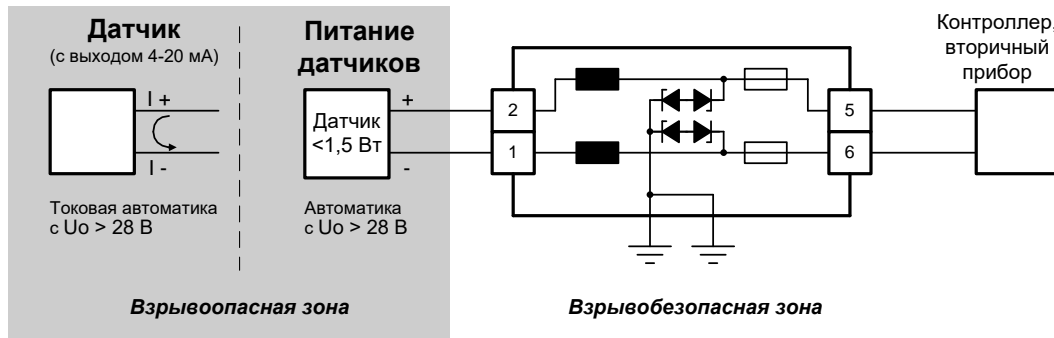 Датчик
(с выходом 4-20 мА)
I +
I -
Токовая автоматика
с Uo > 28 В
Питание
датчиков
Датчик
<1,5 Вт
+
-
Автоматика
с Uo > 28 В
2
1
5
6
Контроллер,
вторичный
прибор
Взрывоопасная зона
Взрывобезопасная зона